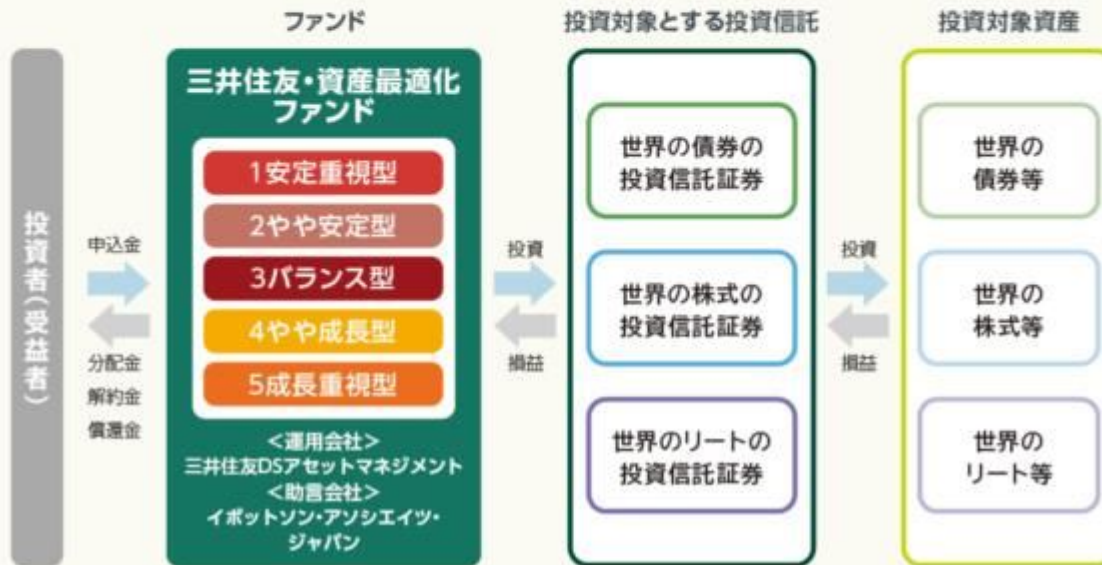 ファンド
投資対象とする投資信託
投資対象資産
投資者(受益者)
申込金
分配金
解約金
償還金
三井住友・資産最適化
ファンド
1安定重視型
2やや安定型
3バランス型
4やや成長型
5成長重視型
<運用会社>
三井住友DSアセットマネジメント
<助言会社>
イボットソン・アソシエイツ・
ジャパン
投資
損益
世界の債券の
投資信託証券
世界の株式の
投資信託証券
世界のリートの
投資信託証券
投資
損益
世界の
債券等
世界の
株式等
世界の
リート等